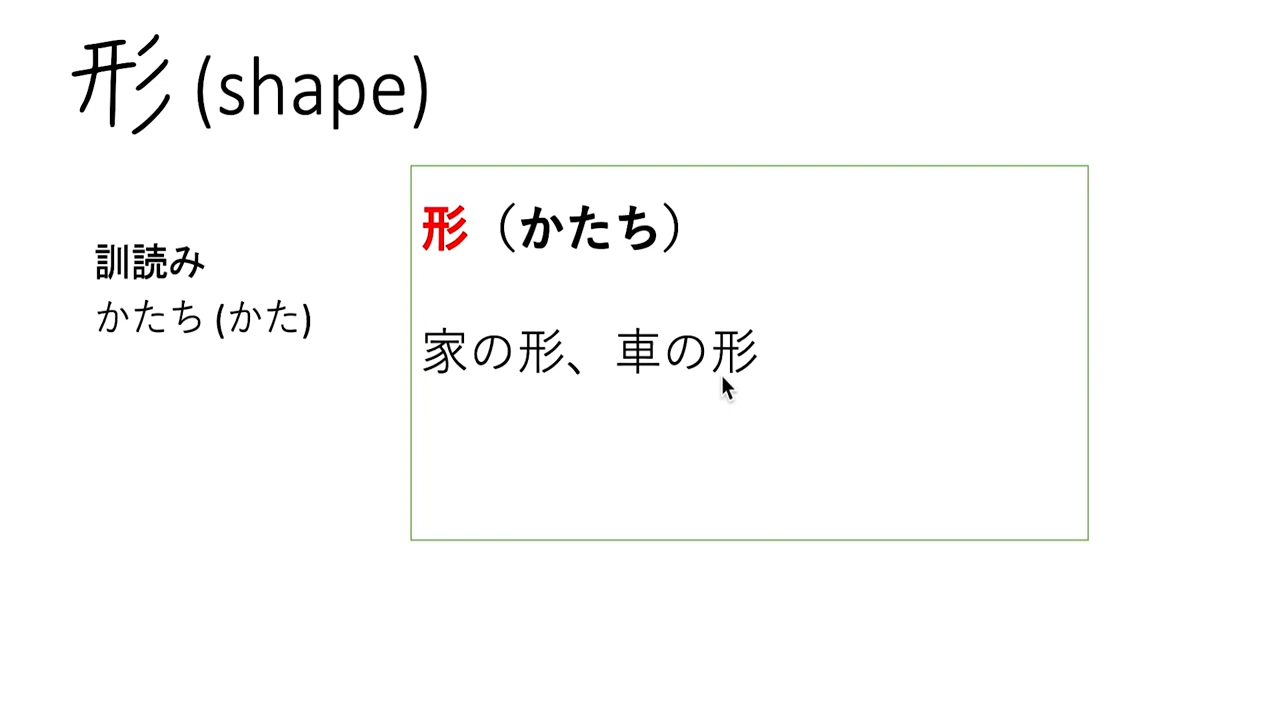 形 (shape)
訓読み
かたち (かた)
形（かたち）
家の形、車の形